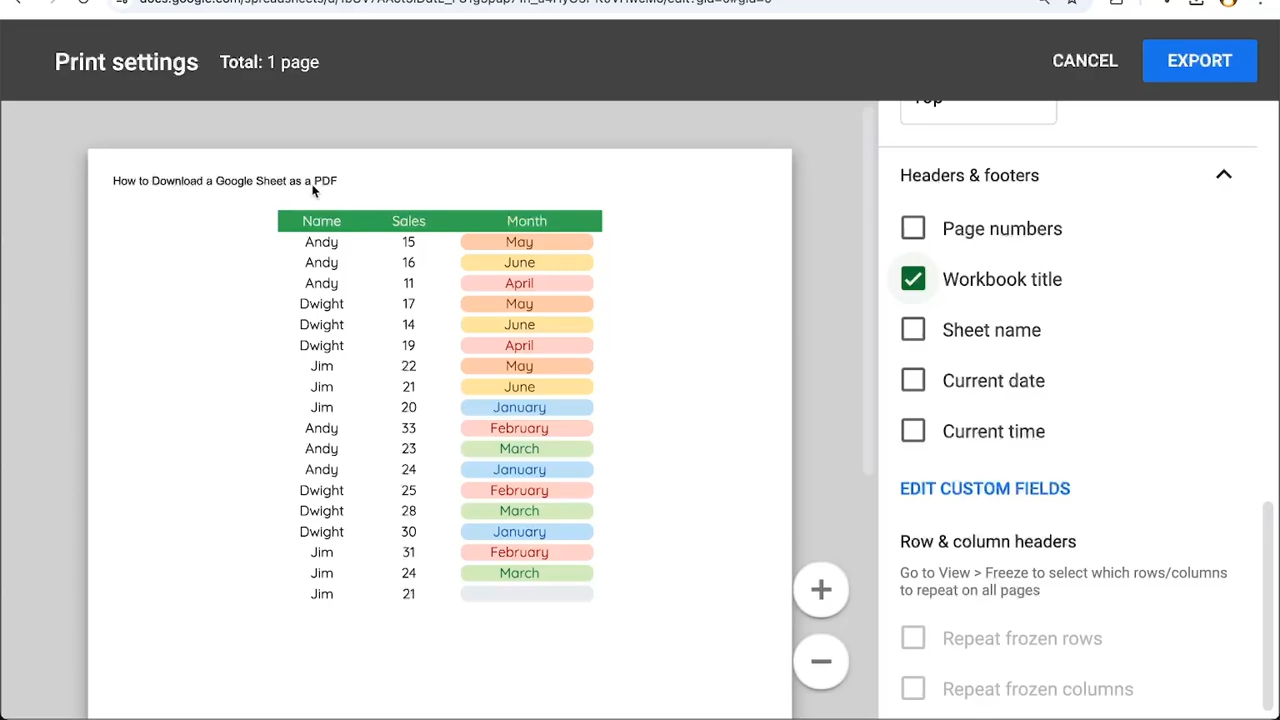 Print settings Total: 1 page CANCEL EXPORT
How to Download a Google Sheet as a PDF
Name Sales Month
Andy 15 May
Andy 16 June
Andy 11 April
Dwight 17 May
Dwight 14 June
Dwight 19 April
Jim 22 May
Jim 21 June
Jim 20 January
Andy 33 February
Andy 23 March
Andy 24 January
Dwight 25 February
Dwight 28 March
Dwight 30 January
Jim 31 February
Jim 24 March
Jim 21
Top
Headers & footers
Page numbers
Workbook title
Sheet name
Current date
Current time
EDIT CUSTOM FIELDS
Row & column headers
Go to View > Freeze to select which rows/columns
to repeat on all pages
Repeat frozen rows
Repeat frozen columns